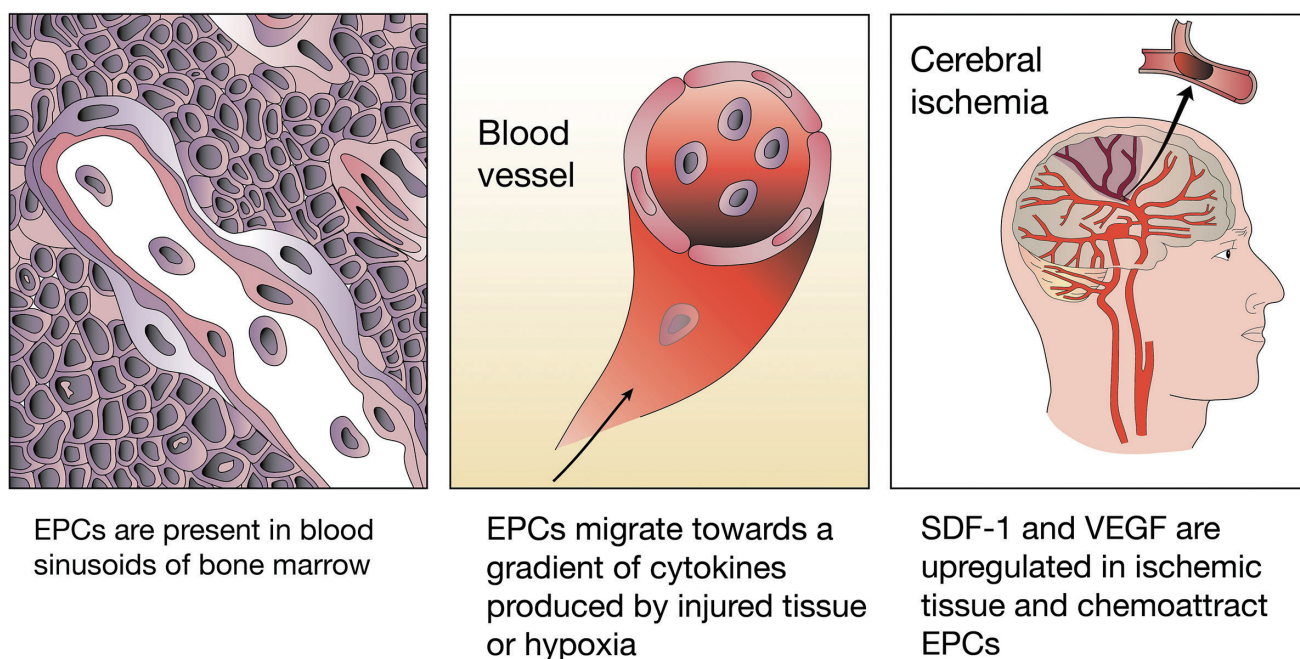 Blood
vessel
Cerebral
ischemia
EPCs are present in blood
sinusoids of bone marrow
EPCs migrate towards a
gradient of cytokines
produced by injured tissue
or hypoxia
SDF-1 and VEGF are
upregulated in ischemic
tissue and chemoattract
EPCs